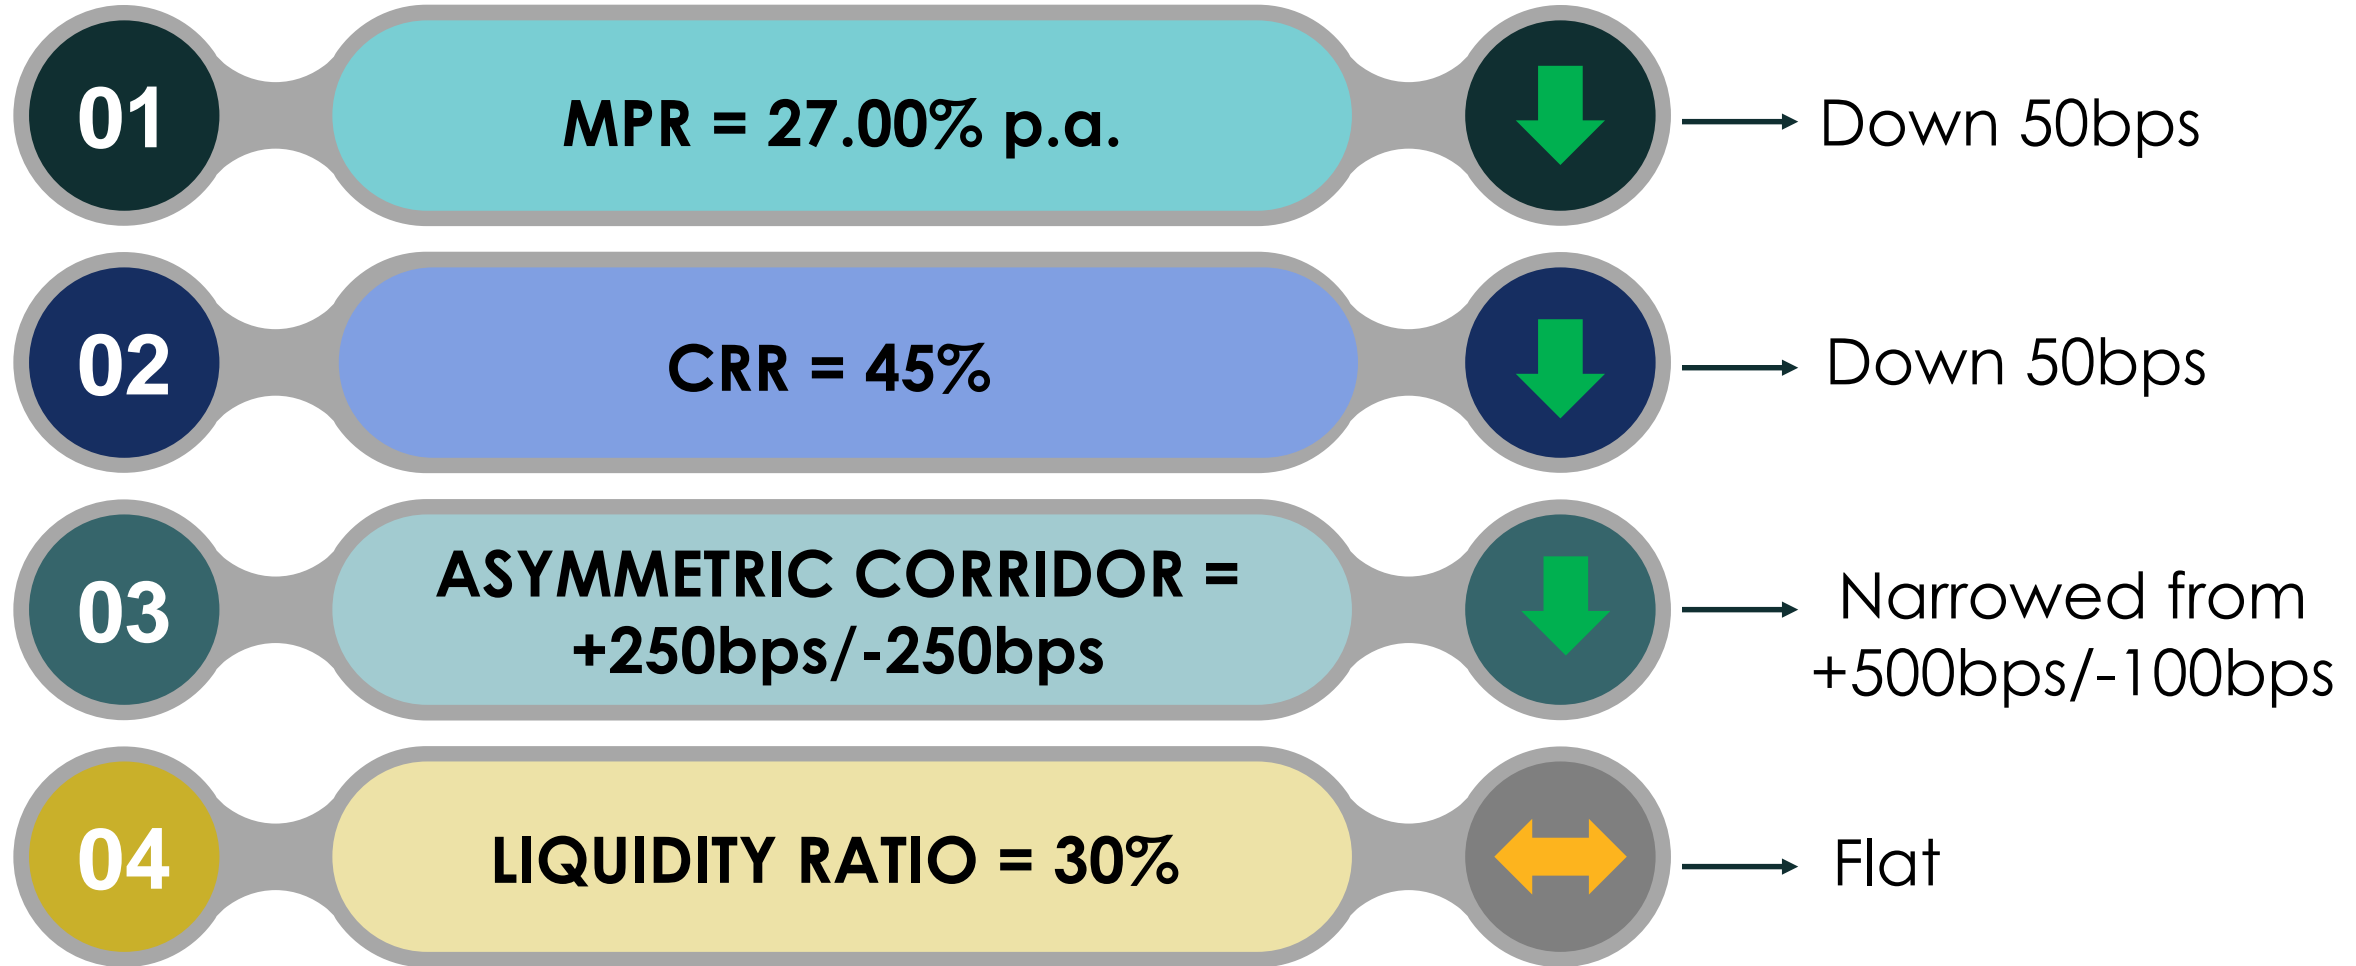 01
MPR = 27.00% p.a.
Down 50bps
02
CRR = 45%
Down 50bps
03
ASYMMETRIC CORRIDOR =
+250bps/-250bps
Narrowed from
+500bps/-100bps
04
LIQUIDITY RATIO = 30%
Flat